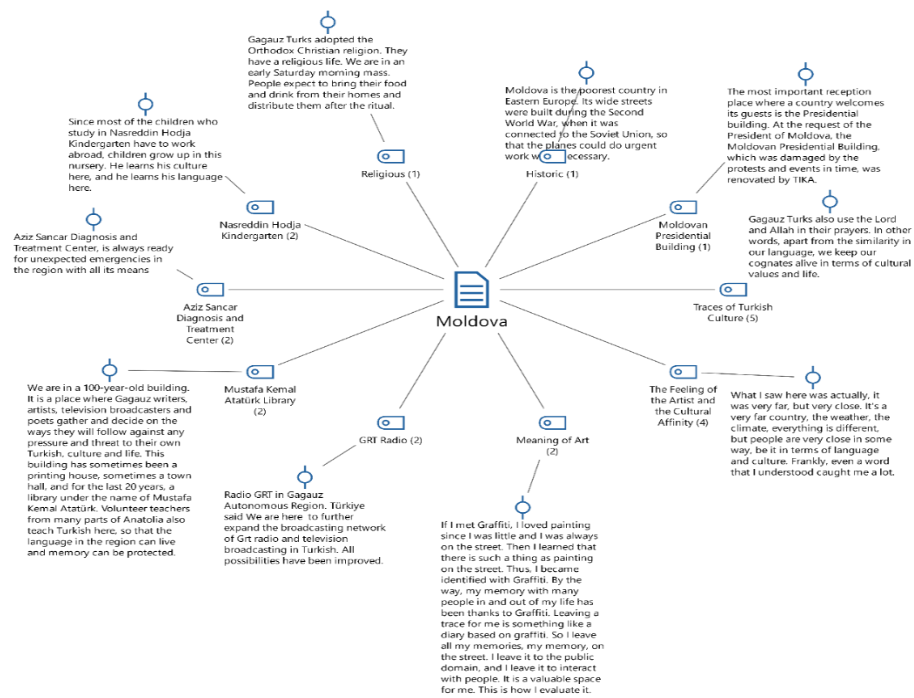 Gagauz Turks adopted the
Orthodox Christian religion. They
have a religious life. We are in an
early Saturday morning mass.
People expect to bring their food
and drink from their homes and
distribute them after the ritual.
Religious (1)
Moldova is the poorest country in
Eastern Europe. Its wide streets
were built during the Second
World War, when it was
connected to the Soviet Union, so
that the planes could do urgent
work ecessary.
Historic (1)
The most important reception
place where a country welcomes
its guests is the Presidential
building. At the request of the
President of Moldova, the
Moldovan Presidential Building,
which was damaged by the
protests and events in time, was
renovated by TIKA.
Moldovan
Presidential
Building (1)
Since most of the children who
study in Nasreddin Hodja
Kindergarten have to work
abroad, children grow up in this
nursery. He learns his culture
here, and he learns his language
here.
Nasreddin Hodja
Kindergarten (2)
Gagauz Turks also use the Lord
and Allah in their prayers. In other
words, apart from the similarity in
our language, we keep our
cognates alive in terms of cultural
values and life.
Traces of Turkish
Culture (5)
Aziz Sancar Diagnosis and
Treatment Center, is always ready
for unexpected emergencies in
the region with all its means
Aziz Sancar
Diagnosis and
Treatment
Center (2)
Moldova
We are in a 100-year-old building.
It is a place where Gagauz writers,
artists, television broadcasters and
poets gather and decide on the
ways they will follow against any
pressure and threat to their own
Turkish, culture and life. This
building has sometimes been a
printing house, sometimes a town
hall, and for the last 20 years, a
library under the name of Mustafa
Kemal Atatürk. Volunteer teachers
from many parts of Anatolia also
teach Turkish here, so that the
language in the region can live
and memory can be protected.
Mustafa Kemal
Atatürk Library
(2)
GRT Radio (2)
Radio GRT in Gagauz
Autonomous Region. Türkiye
said We are here to further
expand the broadcasting network
of Grt radio and television
broadcasting in Turkish. All
possibilities have been improved.
Meaning of Art
(2)
If I met Graffiti, I loved painting
since I was little and I was always
on the street. Then I learned that
there is such a thing as painting
on the street. Thus, I became
identified with Graffiti. By the
way, my memory with many
people in and out of my life has
been thanks to Graffiti. Leaving a
trace for me is something like a
diary based on graffiti. So I leave
all my memories, my memory, on
the street. I leave it to the public
domain, and I leave it to interact
with people. It is a valuable space
for me. This is how I evaluate it.
The Feeling of
the Artist and
the Cultural
Affinity (4)
What I saw here was actually, it
was very far, but very close. It's a
very far country, the weather, the
climate, everything is different,
but people are very close in some
way, be it in terms of language
and culture. Frankly, even a word
that I understood caught me a lot.